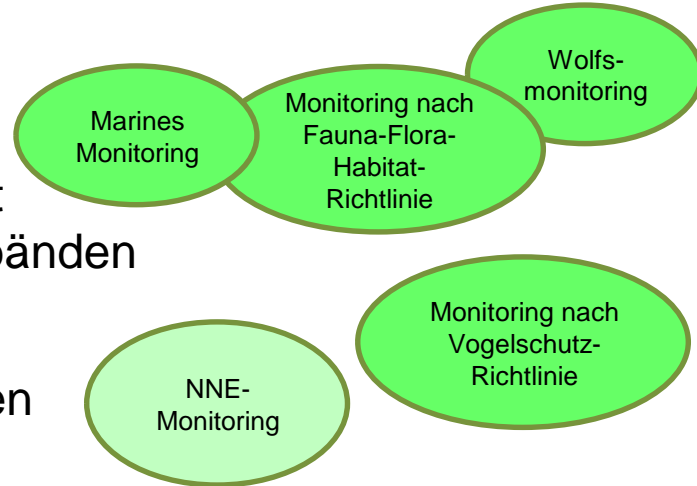 Wolfs-
monitoring
Marines
Monitoring
Monitoring nach
Fauna-Flora-
Habitat-
Richtlinie
Monitoring nach
Vogelschutz-
Richtlinie
NNE-
Monitoring